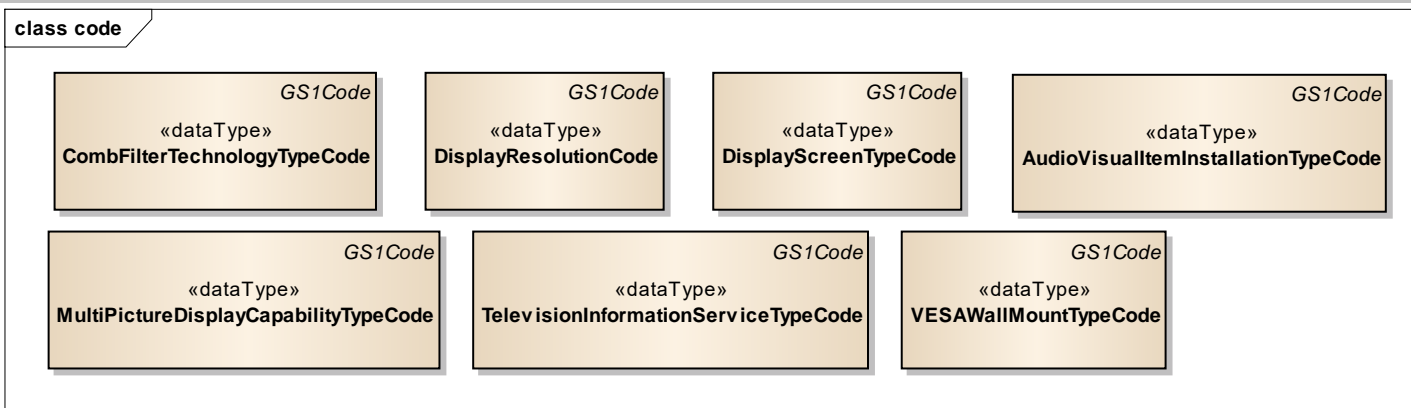 class code
GS1Code
«dataType»
CombFilterTechnologyTypeCode
GS1Code
«dataType»
DisplayResolutionCode
GS1Code
«dataType»
DisplayScreenTypeCode
GS1Code
«dataType»
AudioVisualItemInstallationTypeCode
GS1Code
«dataType»
MultiPictureDisplayCapabilityTypeCode
GS1Code
«dataType»
TelevisionInformationServiceTypeCode
GS1Code
«dataType»
VESAWallMountTypeCode